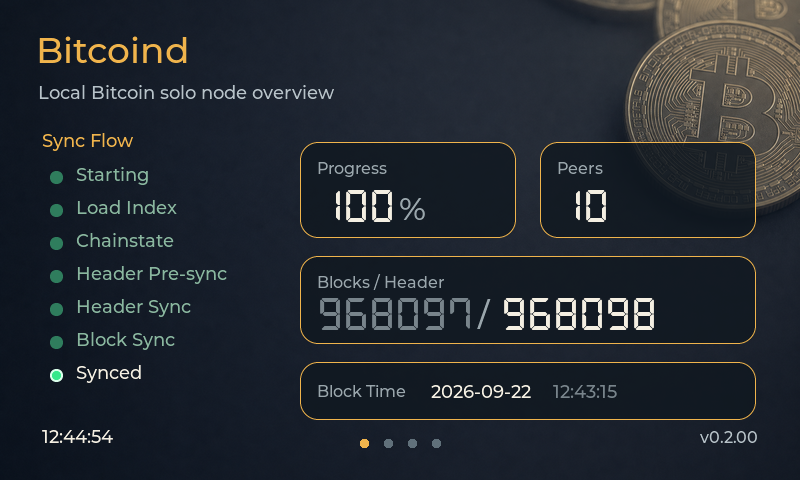 Bitcoind
Local Bitcoin solo node overview
Sync Flow
Starting
Load Index
Chainstate
Header Pre-sync
Header Sync
Block Sync
Synced
Progress
100%
Peers
10
Blocks / Header
968097/ 968098
Block Time 2026-09-22 12:43:15
12:44:54
v0.2.00